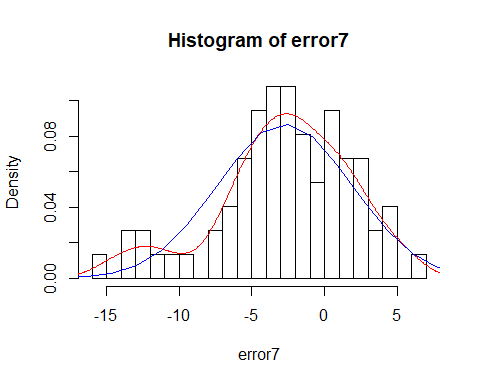 Histogram of error7
Density
0.08
0.04
0.00
-15 -10 -5 0 5
error7